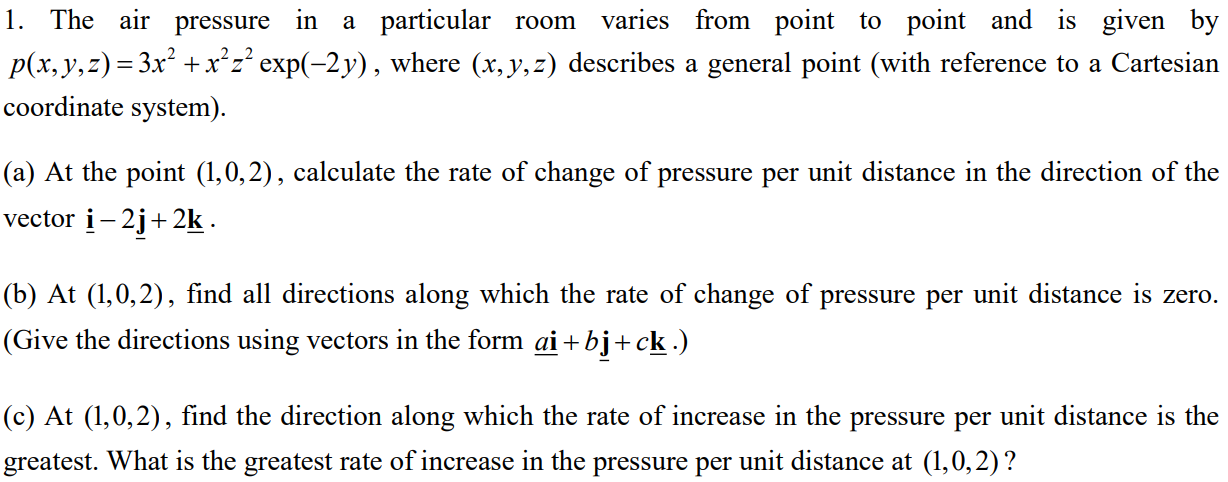 1. The air pressure in a particular room varies from point to point and is given by
p(x, y, z) = 3x² + x²z² exp(−2y), where (x, y, z) describes a general point (with reference to a Cartesian
coordinate system).
(a) At the point (1,0,2), calculate the rate of change of pressure per unit distance in the direction of the
vector i − 2j + 2k.
(b) At (1,0,2), find all directions along which the rate of change of pressure per unit distance is zero.
(Give the directions using vectors in the form ai + bj + ck.)
(c) At (1,0,2), find the direction along which the rate of increase in the pressure per unit distance is the
greatest. What is the greatest rate of increase in the pressure per unit distance at (1,0,2)?